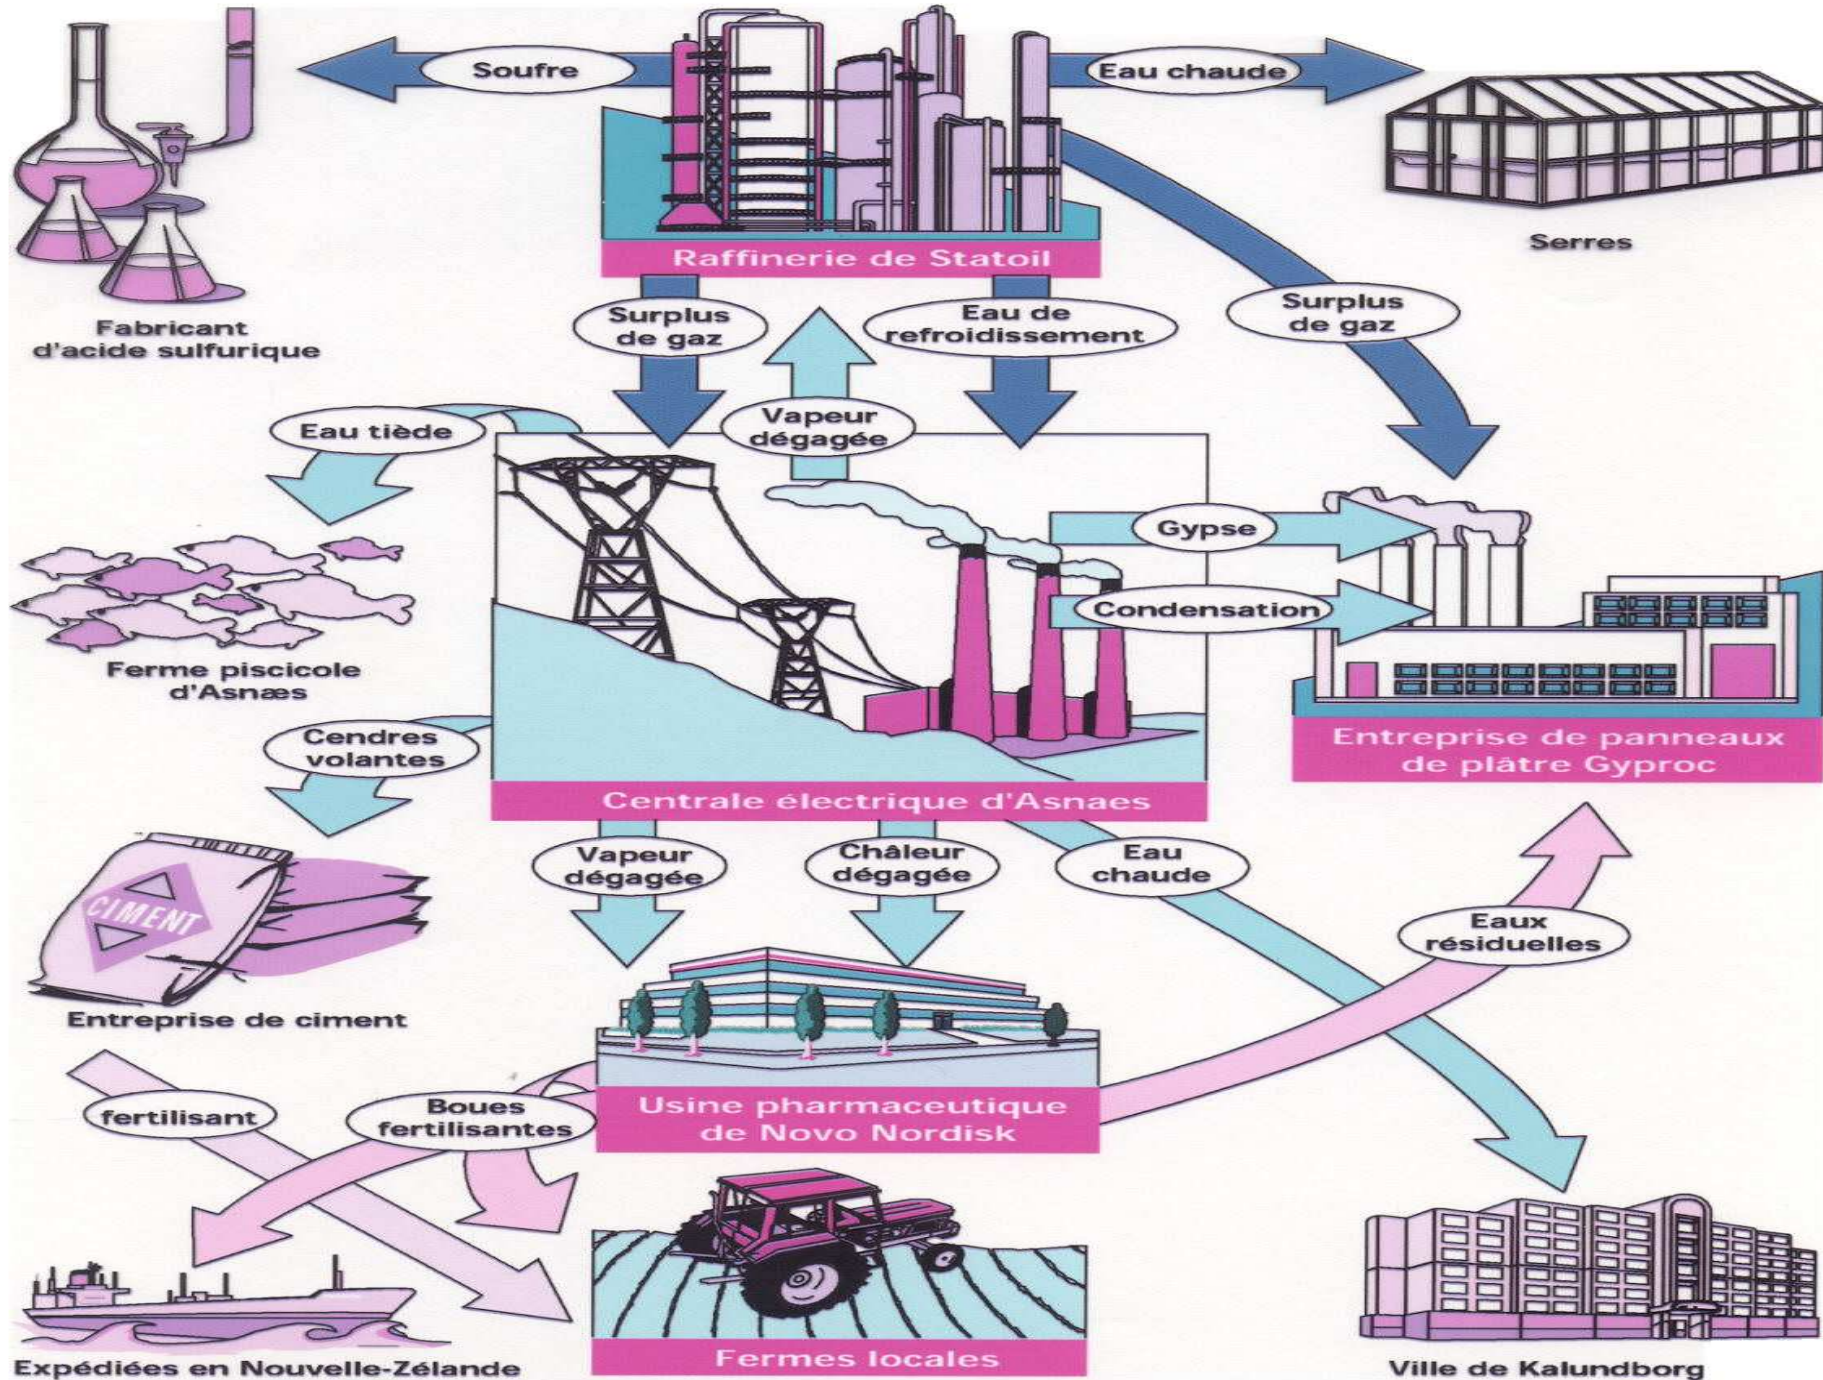 Soufre
Eau chaude
Raffinerie de Statoil
Serres
Fabricant
d'acide sulfurique
Surplus
de gaz
Eau de
refroidissement
Surplus
de gaz
Vapeur
dégagée
Eau tiède
Gypse
Condensation
Ferme piscicole
d'Asnæs
Cendres
volantes
Entreprise de panneaux
de plâtre Gyproc
Centrale électrique d'Asnaes
Vapeur
dégagée
Châleur
dégagée
Eau
chaude
CIMENT
Eaux
résiduelles
Entreprise de ciment
fertilisant
Boues
fertilisantes
Usine pharmaceutique
de Novo Nordisk
Expédiées en Nouvelle-Zélande
Fermes locales
Ville de Kalundborg